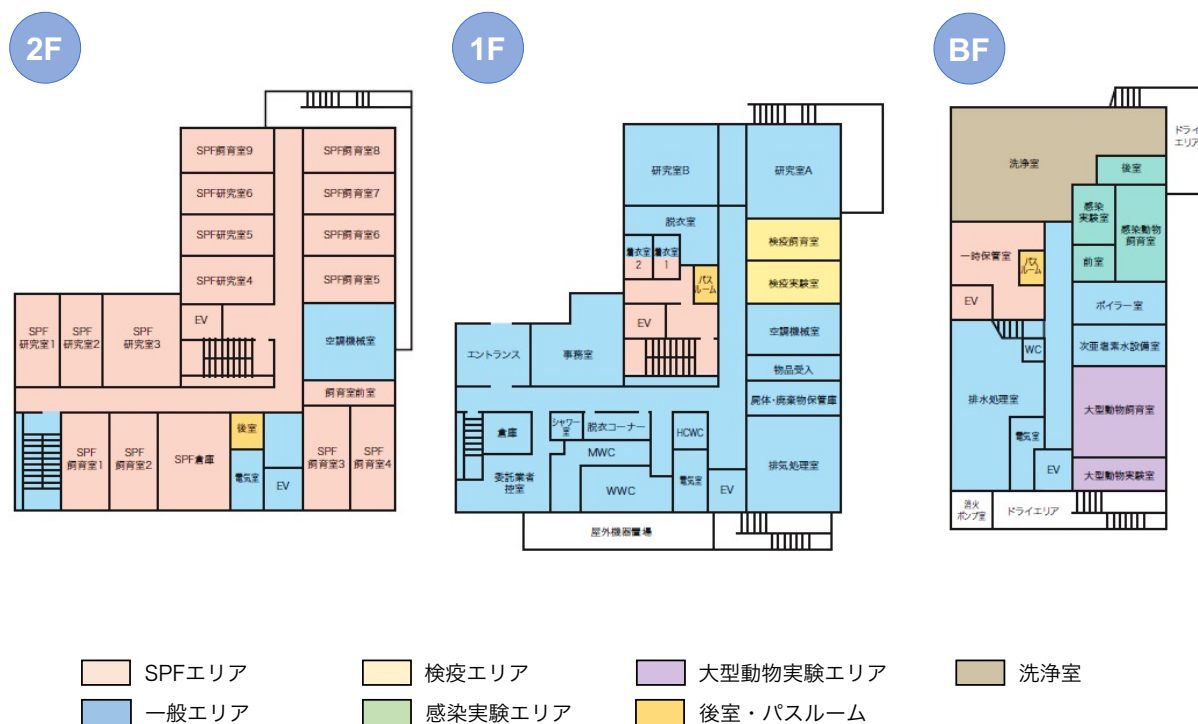 2F
1F
BF
SPF飼育室9
SPF飼育室8
SPF研究室6
SPF飼育室7
SPF研究室5
SPF飼育室6
SPF研究室4
SPF飼育室5
SPF
研究室1
SPF
研究室2
SPF
研究室3
EV
空調機械室
飼育室前室
SPF
飼育室1
SPF
飼育室2
SPF倉庫
後室
電気室
EV
SPF
飼育室3
SPF
飼育室4
研究室B
研究室A
脱衣室
着衣室
2
着衣室
1
パス
ルーム
検疫飼育室
検疫実験室
EV
空調機械室
エントランス
事務室
物品受入
屍体・廃棄物保管庫
倉庫
シャワー
室
脱衣コーナー
HCWC
MWC
委託業者
控室
WWC
電気室
EV
排気処理室
屋外機器置場
ドライ
エリア
洗浄室
後室
感染
実験室
感染動物
飼育室
前室
一時保管室
パス
ルーム
EV
ボイラー室
WC
次亜塩素水設備室
排水処理室
大型動物飼育室
電気室
EV
大型動物実験室
消火
ポンプ室
ドライエリア
SPFエリア
検疫エリア
大型動物実験エリア
洗浄室
一般エリア
感染実験エリア
後室・パスルーム